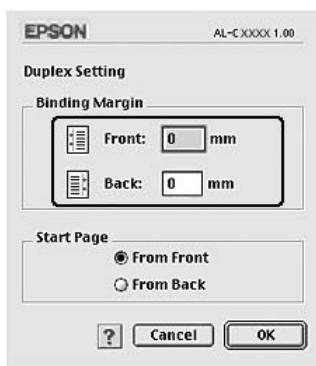 EPSON AL-C XXXX 1.00
Duplex Setting
Binding Margin
Front: 0 mm
Back: 0 mm
Start Page
From Front
From Back
? Cancel OK